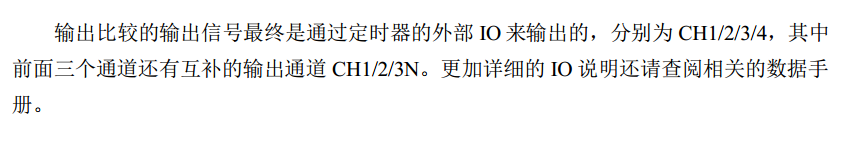 输出比较的输出信号最终是通过定时器的外部 IO 来输出的，分别为 CH1/2/3/4，其中
前面三个通道还有互补的输出通道 CH1/2/3N。更加详细的 IO 说明还请查阅相关的数据手
册。